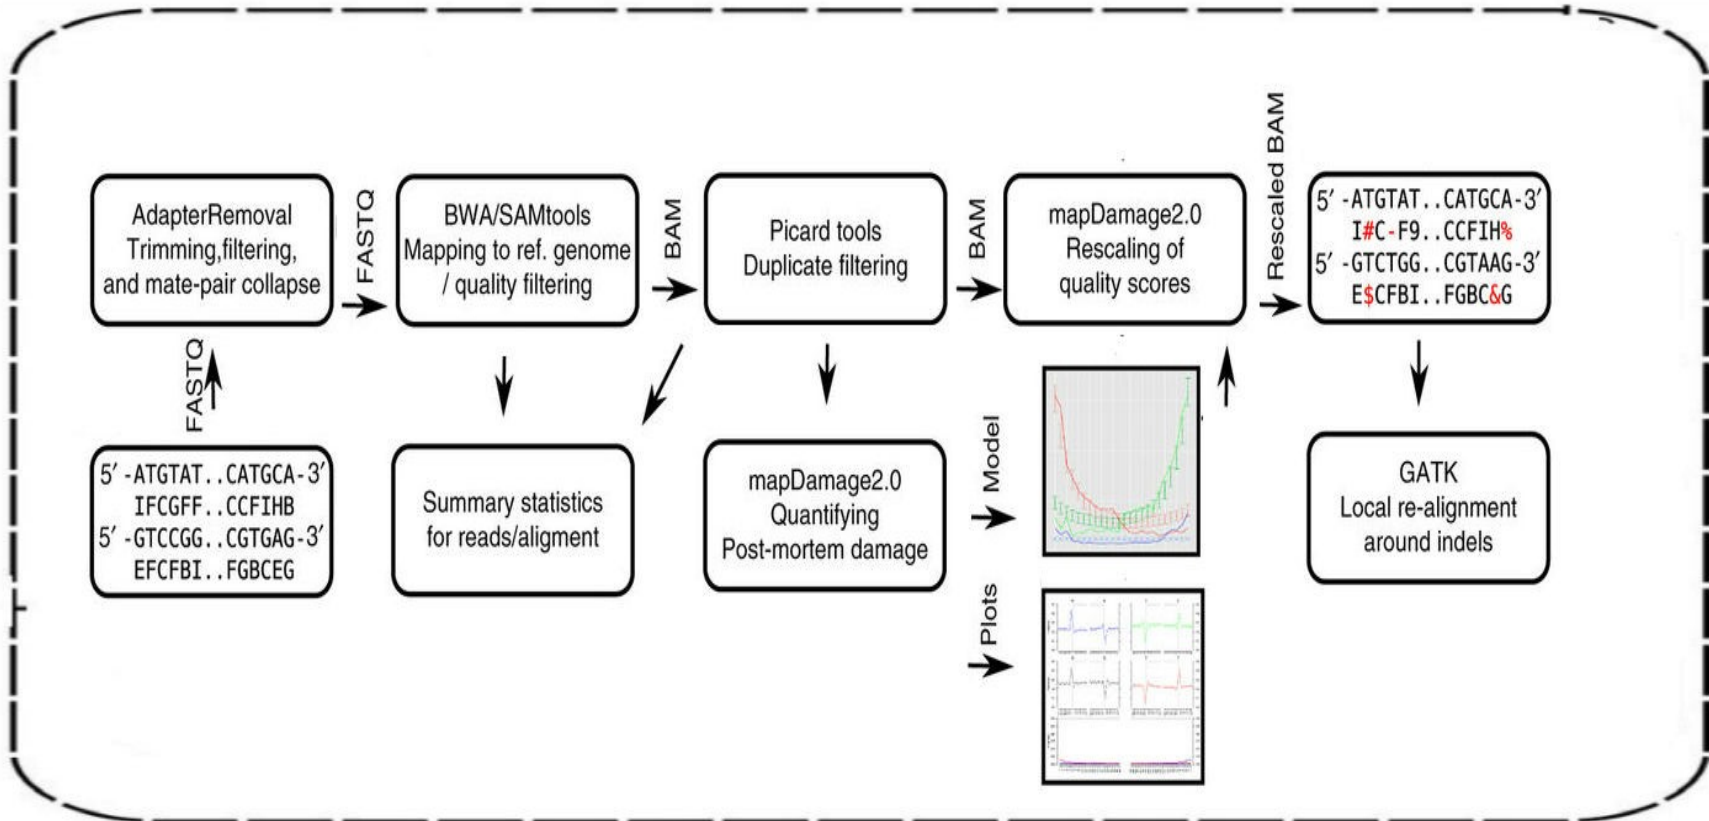 AdapterRemoval
Trimming,filtering,
and mate-pair collapse
FASTQ
BWA/SAMtools
Mapping to ref. genome
/ quality filtering
BAM
Picard tools
Duplicate filtering
BAM
mapDamage2.0
Rescaling of
quality scores
Rescaled BAM
5′ -ATGTAT..CATGCA-3′
I#C-F9..CCFIH%
5′ -GTCTGG..CGTAAG-3′
E$CFBI..FGBC&G
FASTQ
5′ -ATGTAT..CATGCA-3′
IFCGFF..CCFIHB
5′ -GTCCGG..CGTGAG-3′
EFCFBI..FGBCEG
Summary statistics
for reads/aligment
mapDamage2.0
Quantifying
Post-mortem damage
Model
Plots
GATK
Local re-alignment
around indels